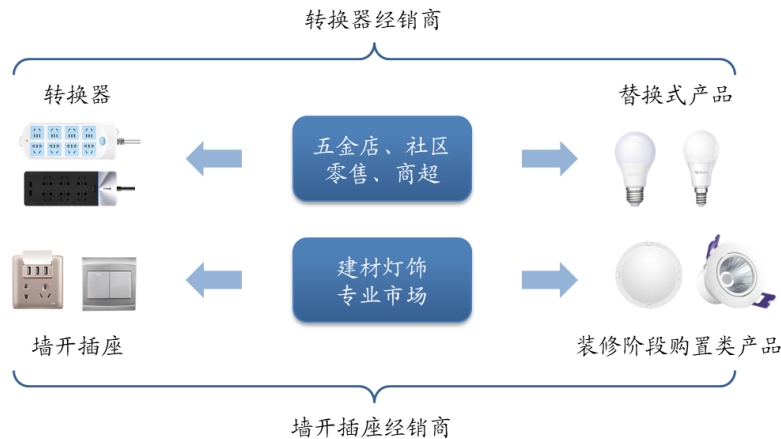 转换器经销商
转换器
替换式产品
五金店、社区
零售、商超
建材灯饰
专业市场
墙开插座
装修阶段购置类产品
墙开插座经销商